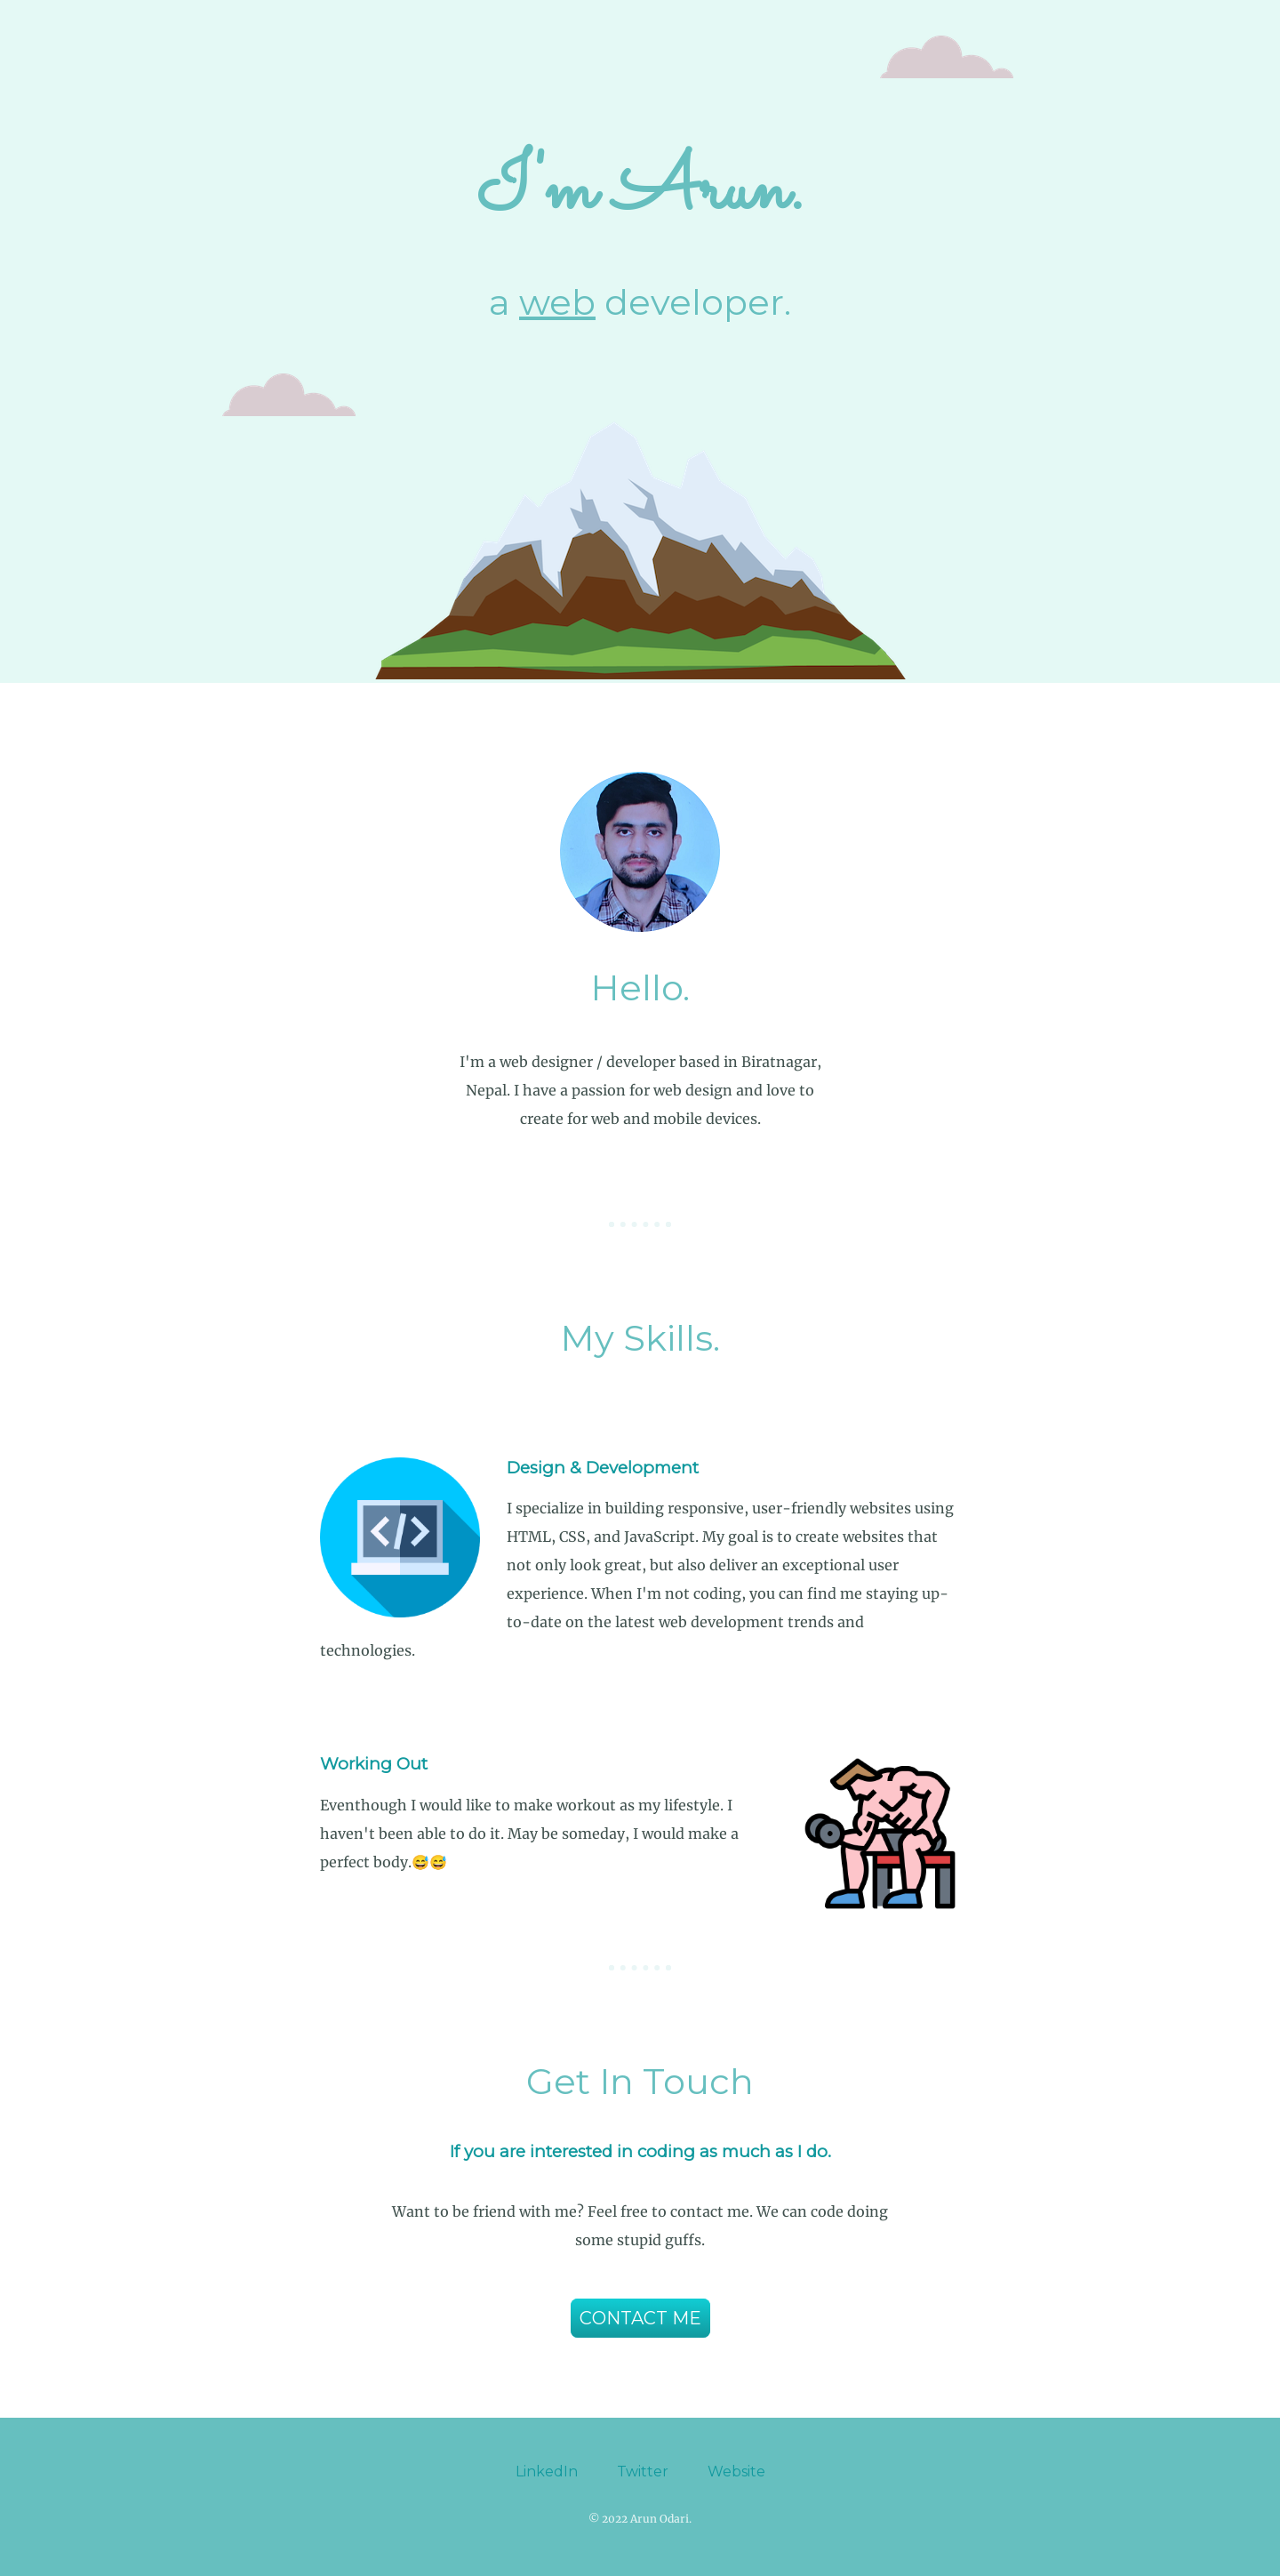 I'm Arun.
a web developer.
Hello.
I'm a web designer / developer based in Biratnagar,
Nepal. I have a passion for web design and love to
create for web and mobile devices.
My Skills.
Design & Development
I specialize in building responsive, user-friendly websites using
HTML, CSS, and JavaScript. My goal is to create websites that
not only look great, but also deliver an exceptional user
experience. When I'm not coding, you can find me staying up-
to-date on the latest web development trends and
technologies.
Working Out
Eventhough I would like to make workout as my lifestyle. I
haven't been able to do it. May be someday, I would make a
perfect body.😅😅
Get In Touch
If you are interested in coding as much as I do.
Want to be friend with me? Feel free to contact me. We can code doing
some stupid guffs.
CONTACT ME
LinkedIn Twitter Website
© 2022 Arun Odari.